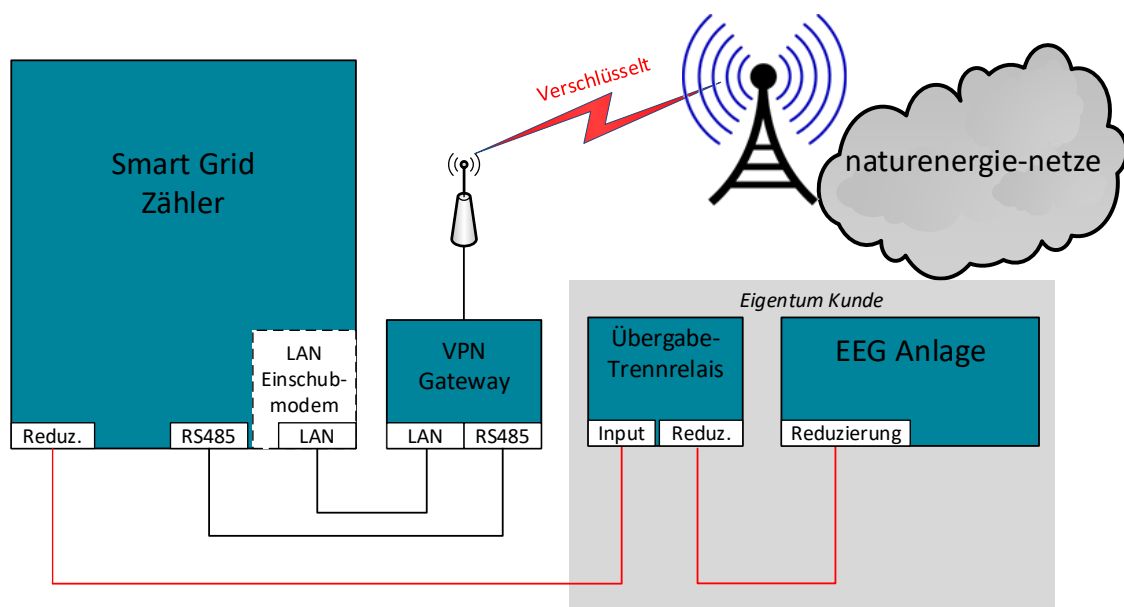 Verschlüsselt
naturenergie-netze
Smart Grid
Zähler
LAN
Einschub-
modem
Reduz.
RS485
LAN
VPN
Gateway
LAN
RS485
Eigentum Kunde
Übergabe-
Trennrelais
Input
Reduz.
EEG Anlage
Reduzierung